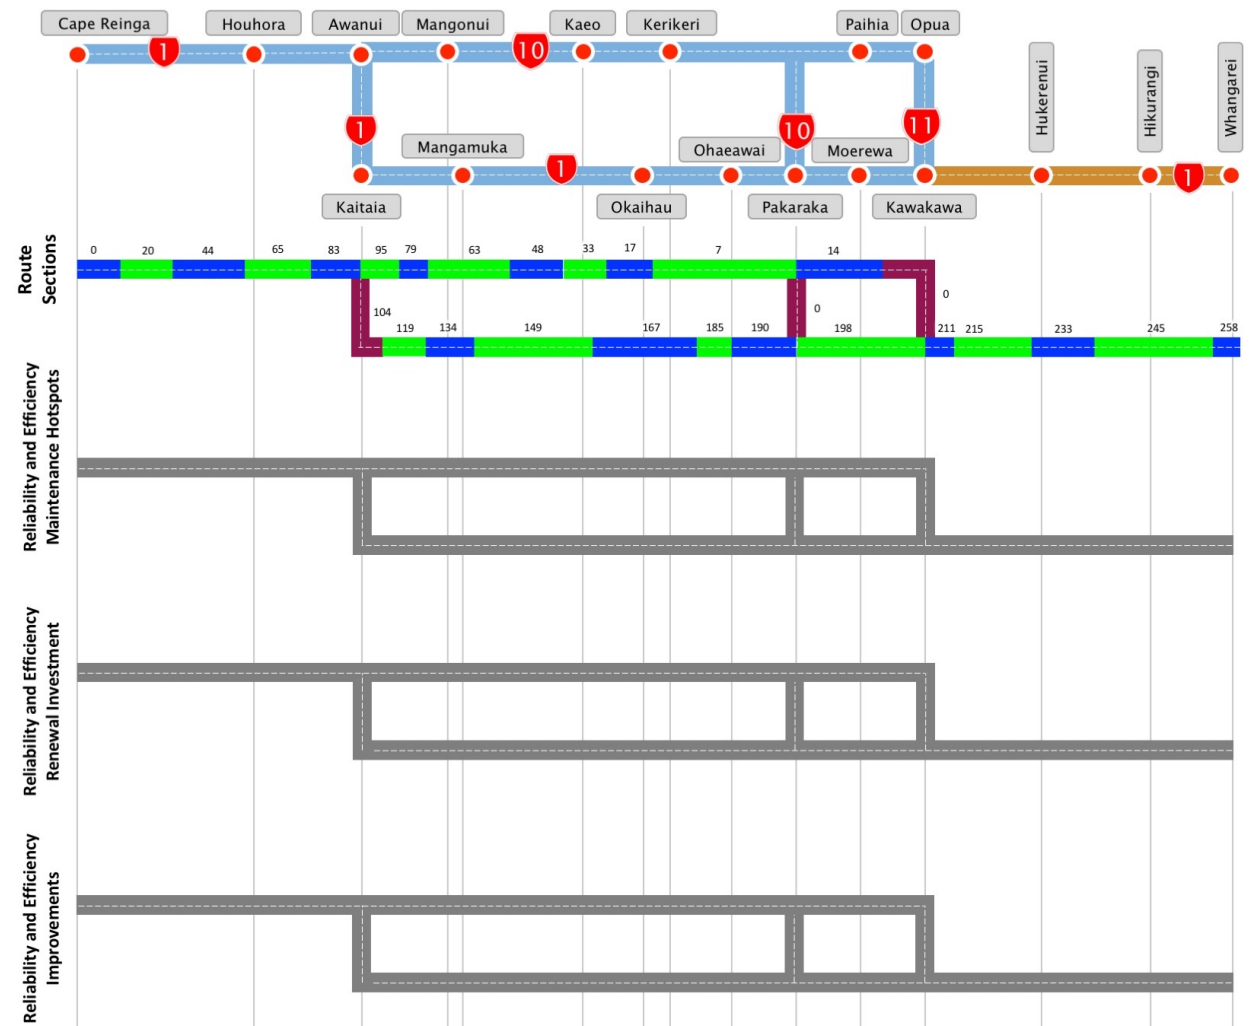 Cape Reinga Houhora Awanui Mangonui Kaeo Kerikeri Paihia Opua
1 10
Hukerenui Hikurangi Whangarei
1 10 11
Mangamuka Ohaeawai Moerewa
1 1
Kaitaia Okaihau Pakaraka Kawakawa
Route
Sections
0 20 44 65 83 95 79 63 48 33 17 7 14
104 0 0
119 134 149 167 185 190 198 211 215 233 245 258
Reliability and Efficiency
Maintenance Hotspots
Reliability and Efficiency
Renewal Investment
Reliability and Efficiency
Improvements